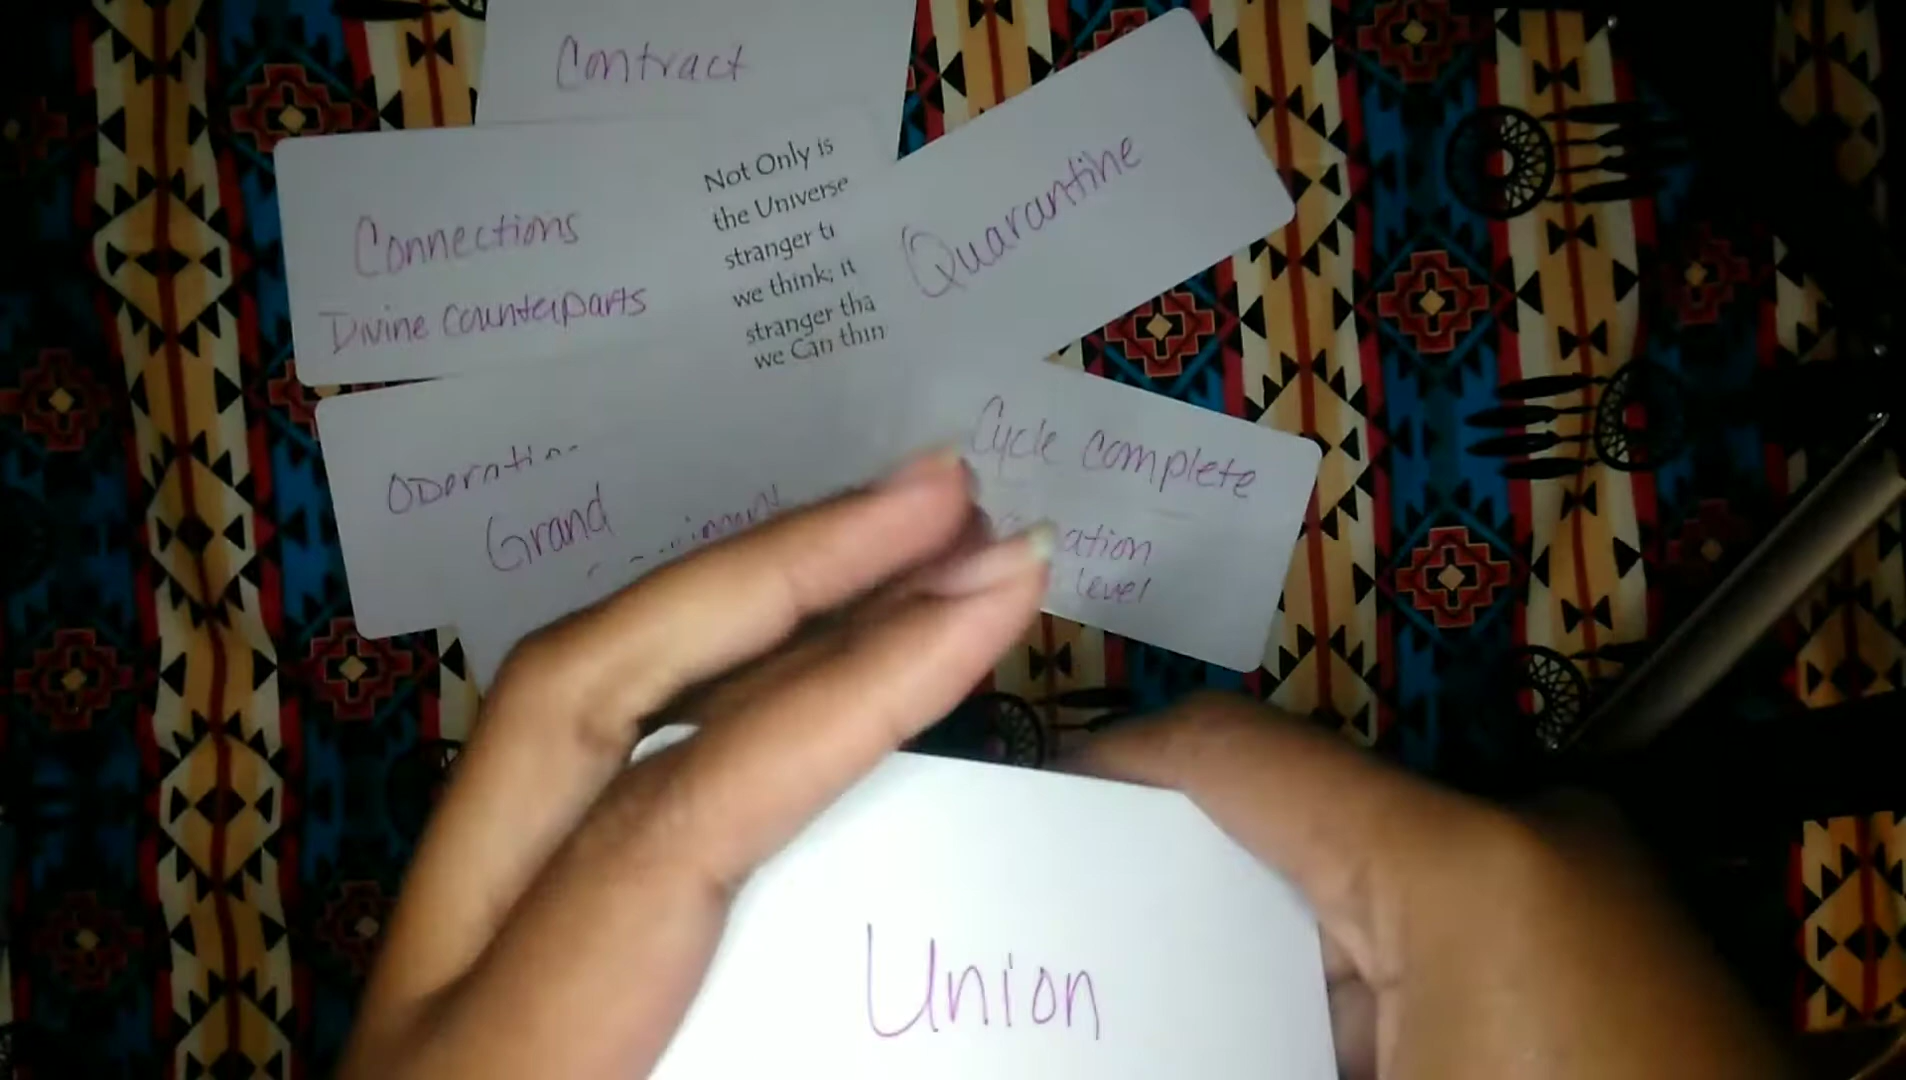 Contract
Connections
Divine Counterparts
Not Only is
the Universe
stranger
we think; it
stranger tha
we Can thin
Quarantine
Grand
Cycle complete
ation
level
Union